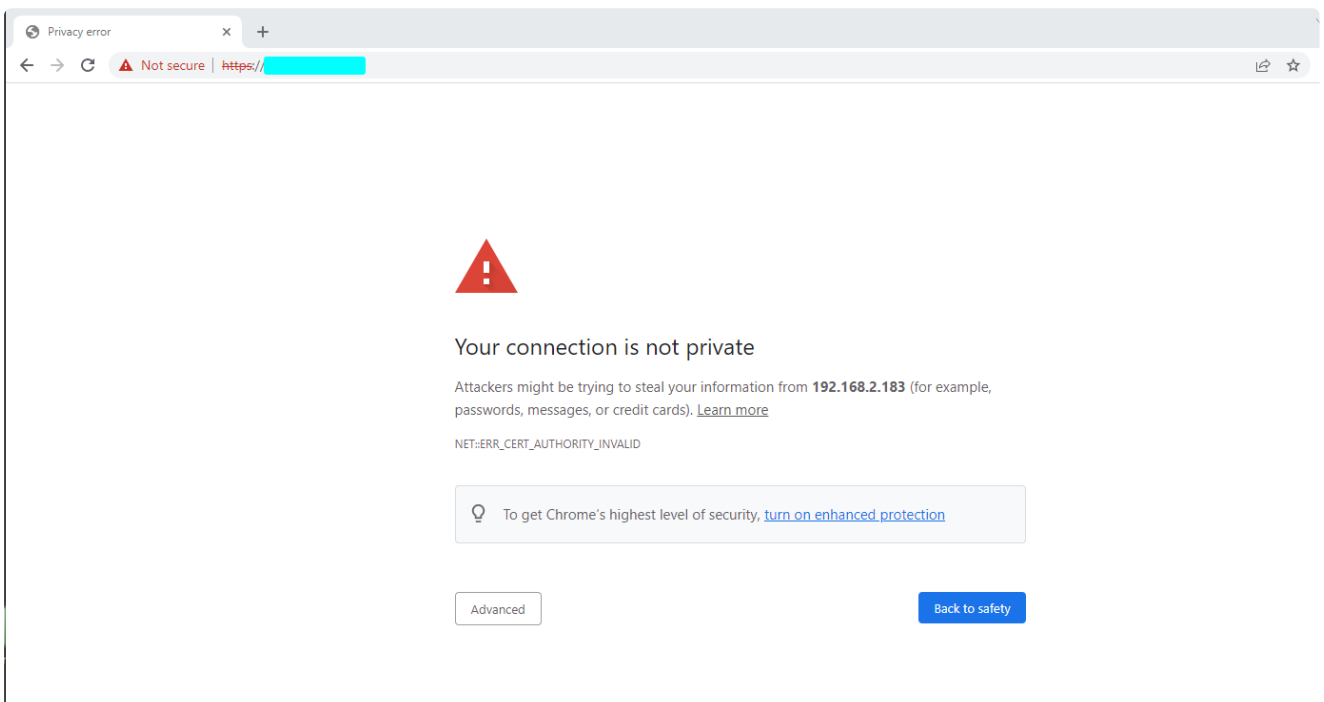 Privacy error
Not secure | https://
Your connection is not private
Attackers might be trying to steal your information from 192.168.2.183 (for example,
passwords, messages, or credit cards). Learn more
NET::ERR_CERT_AUTHORITY_INVALID
To get Chrome's highest level of security, turn on enhanced protection
Advanced
Back to safety